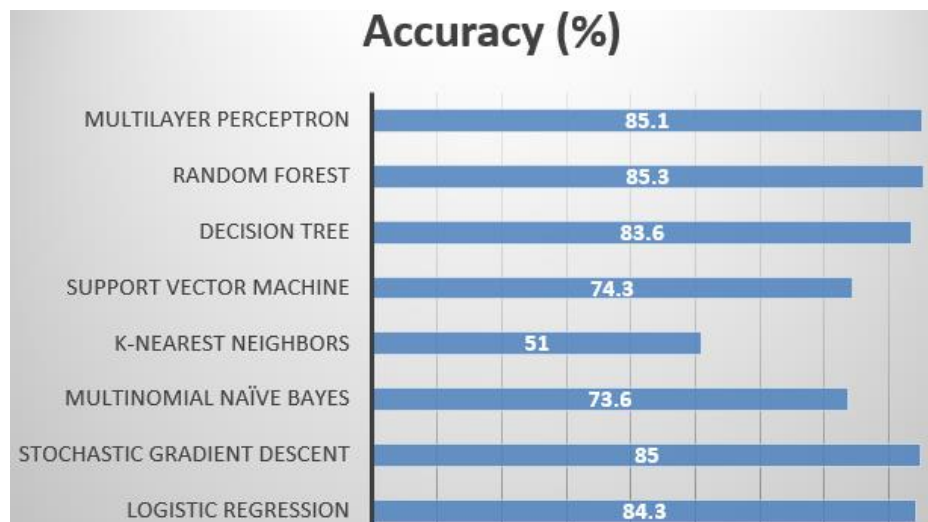 Accuracy (%)
MULTILAYER PERCEPTRON 85.1
RANDOM FOREST 85.3
DECISION TREE 83.6
SUPPORT VECTOR MACHINE 74.3
K-NEAREST NEIGHBORS 51
MULTINOMIAL NAÏVE BAYES 73.6
STOCHASTIC GRADIENT DESCENT 85
LOGISTIC REGRESSION 84.3